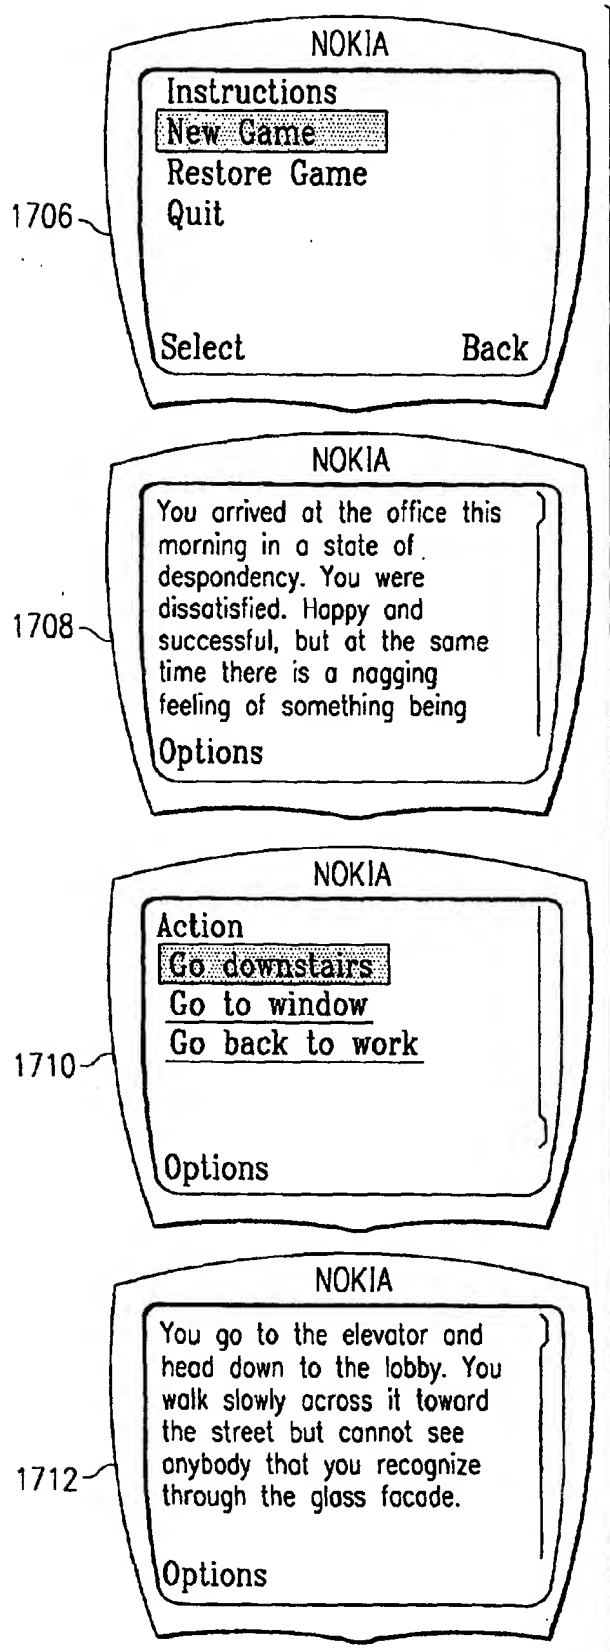 NOKIA
Instructions
New Game
Restore Game
1706
Quit
Select Back
NOKIA
You arrived at the office this
morning in a state of
despondency. You were
dissatisfied. Happy and
1708
successful, but at the same
time there is a nagging
feeling of something being
Options
NOKIA
Action
Go downstairs
Go to window
Go back to work
1710
Options
NOKIA
You go to the elevator and
head down to the lobby. You
walk slowly across it toward
the street but cannot see
anybody that you recognize
1712
through the glass facade.
Options